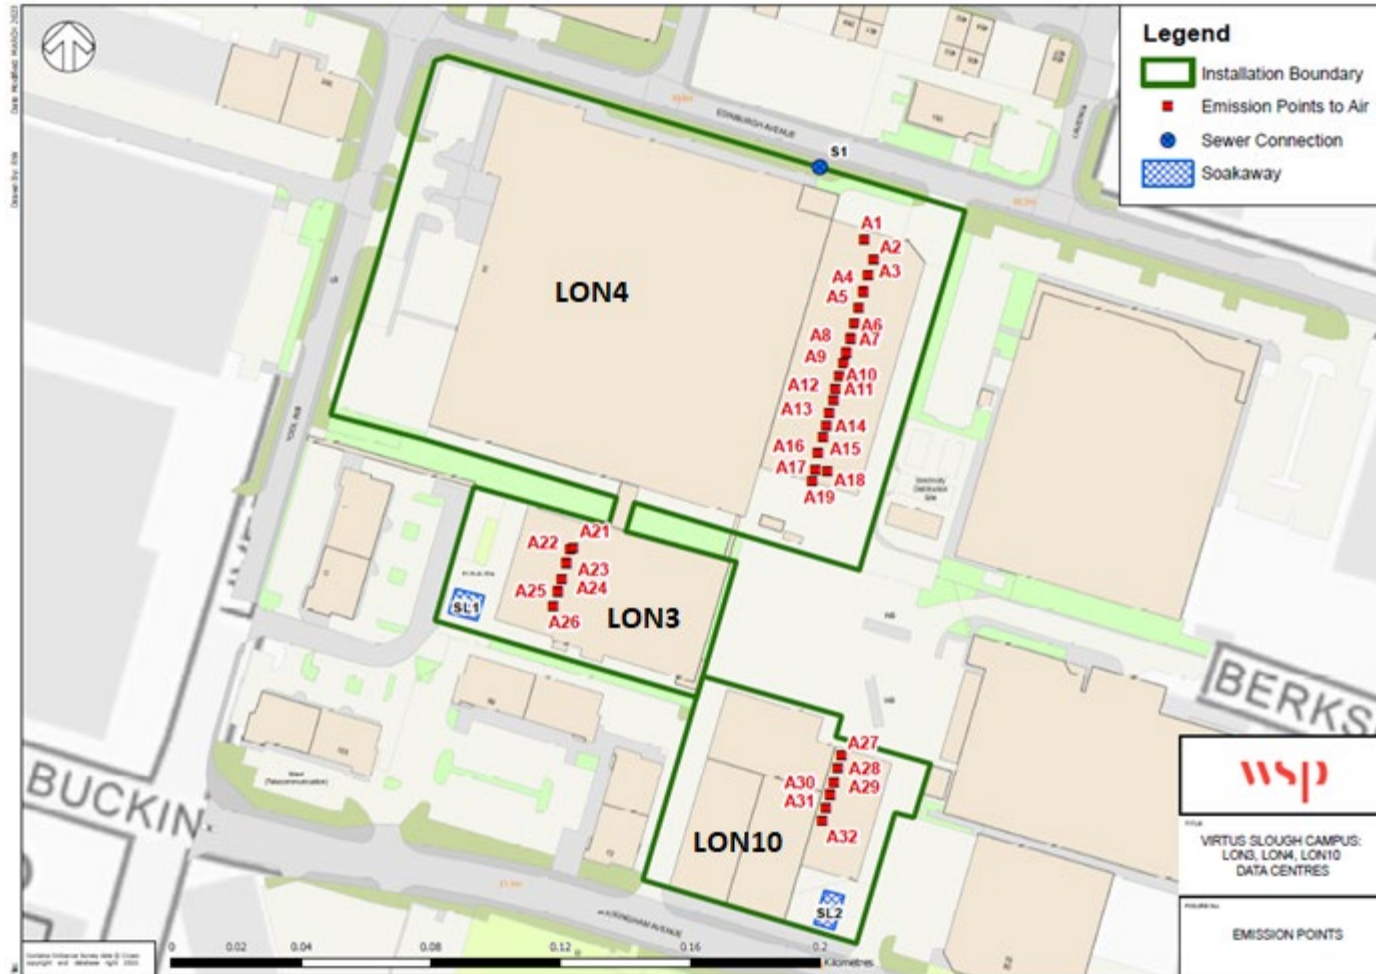 Legend
Installation Boundary
Emission Points to Air
Sewer Connection
Soakaway
EDINBURGH AVENUE
S1
A1
A2
A3
A4
A5
A6
A7
A8
A9
A10
A11
A12
A13
A14
A15
A16
A17
A18
A19
LON4
A21
A22
A23
A24
A25
A26
LON3
SL1
A27
A28
A29
A30
A31
A32
LON10
SL2
BERKS
BUCKIN
wsp
VIRTUS SLOUGH CAMPUS:
LON3, LON4, LON10
DATA CENTRES
EMISSION POINTS
0 0.02 0.04 0.08 0.12 0.16 0.2
Kilometres